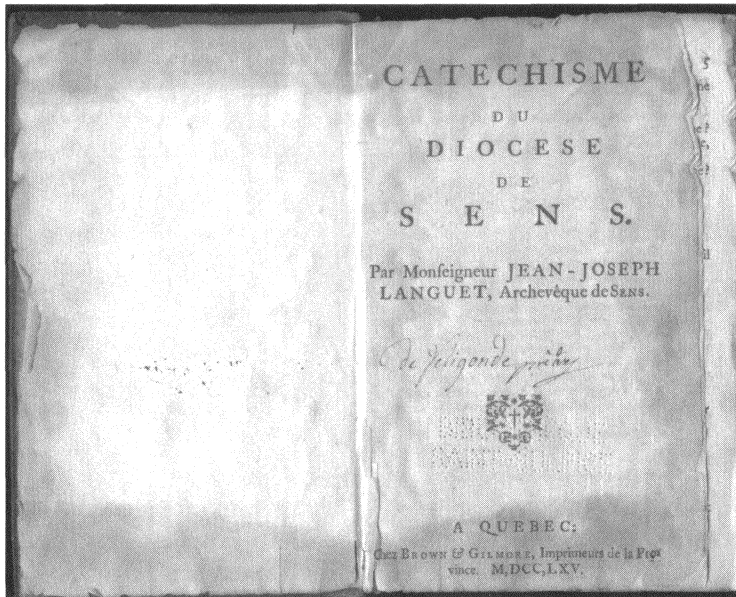 CATECHISME
DU
DIOCESE
DE
SENS.
Par Monſeigneur JEAN-JOSEPH
LANGUET, Archevêque de SENS.
A QUEBEC:
Chez BROWN & GILMORE, Imprimeurs de la Pro-
vince. M,DCC,LXV.